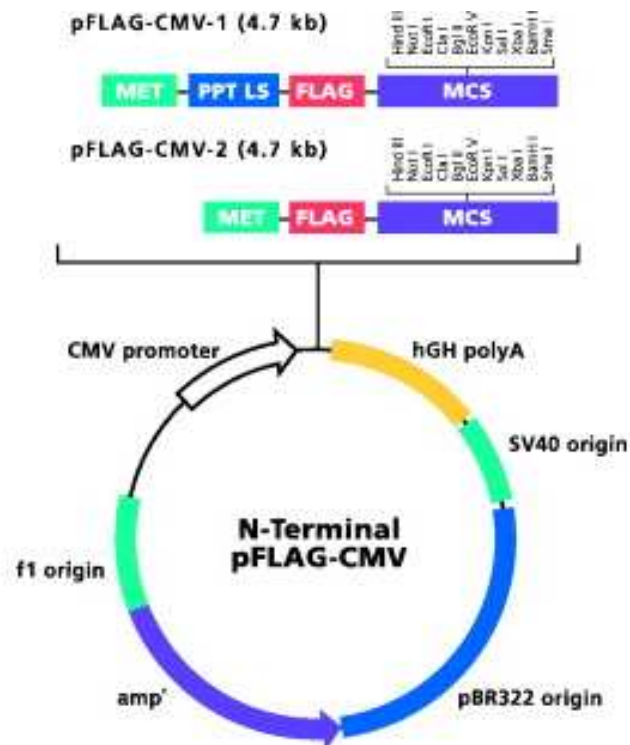 pFLAG-CMV-1 (4.7 kb)
Hind III
Not I
EcoR I
Cla I
Bgl II
EcoR V
Kpn I
Sal I
Xba I
BamH I
Sma I
MET PPT LS FLAG MCS
pFLAG-CMV-2 (4.7 kb)
Hind III
Not I
EcoR I
Cla I
Bgl II
EcoR V
Kpn I
Sal I
Xba I
BamH I
Sma I
MET FLAG MCS
CMV promoter
hGH polyA
SV40 origin
N-Terminal
pFLAG-CMV
f1 origin
ampʳ
pBR322 origin